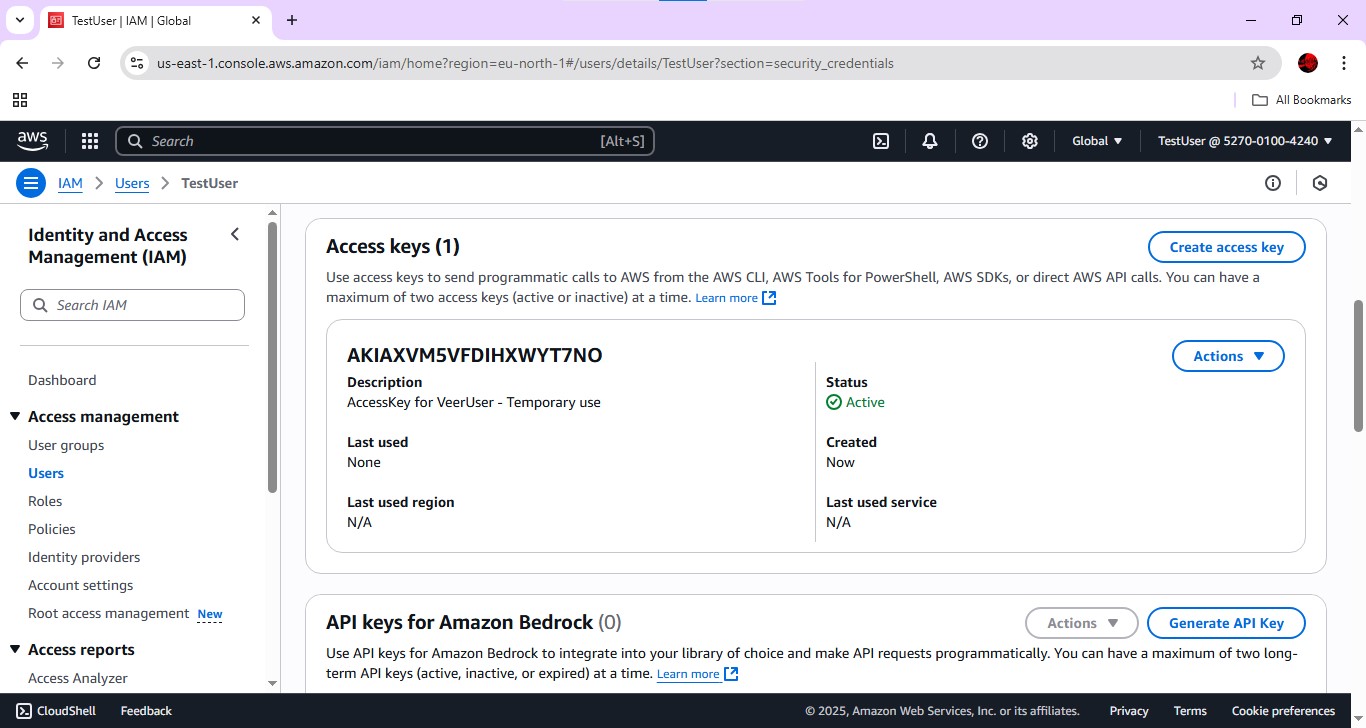 TestUser | IAM | Global
us-east-1.console.aws.amazon.com/iam/home?region=eu-north-1#/users/details/TestUser?section=security_credentials
All Bookmarks
aws
Search
[Alt+S]
Global
TestUser @ 5270-0100-4240
IAM
Users
TestUser
Identity and Access
Management (IAM)
Search IAM
Dashboard
Access management
User groups
Users
Roles
Policies
Identity providers
Account settings
Root access management New
Access reports
Access Analyzer
Access keys (1)
Create access key
Use access keys to send programmatic calls to AWS from the AWS CLI, AWS Tools for PowerShell, AWS SDKs, or direct AWS API calls. You can have a
maximum of two access keys (active or inactive) at a time. Learn more
AKIAXVM5VFDIHXWYT7NO
Actions
Description
AccessKey for VeerUser - Temporary use
Status
Active
Last used
None
Created
Now
Last used region
N/A
Last used service
N/A
API keys for Amazon Bedrock (0)
Actions
Generate API Key
Use API keys for Amazon Bedrock to integrate into your library of choice and make API requests programmatically. You can have a maximum of two long-
term API keys (active, inactive, or expired) at a time. Learn more
CloudShell
Feedback
© 2025, Amazon Web Services, Inc. or its affiliates.
Privacy
Terms
Cookie preferences